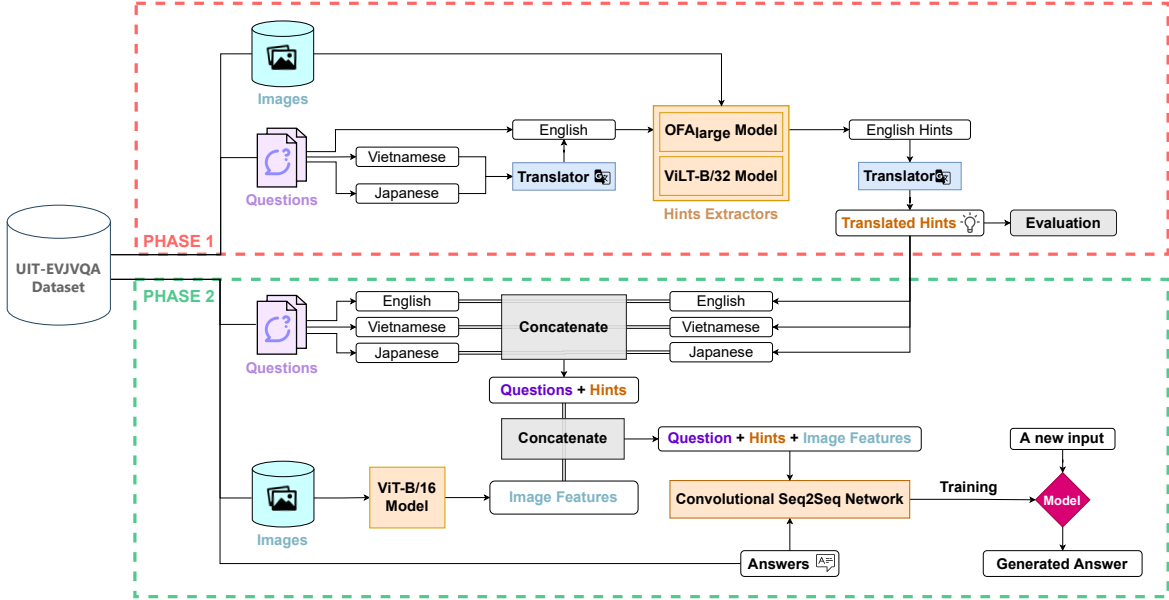 UIT-EVJVQA
Dataset
PHASE 1
Images
Questions
English
Vietnamese
Japanese
Translator
OFAlarge Model
ViLT-B/32 Model
Hints Extractors
English Hints
Translator
Translated Hints
Evaluation
PHASE 2
Questions
English
Vietnamese
Japanese
Concatenate
English
Vietnamese
Japanese
Questions + Hints
Concatenate
Question + Hints + Image Features
Images
ViT-B/16
Model
Image Features
Convolutional Seq2Seq Network
Answers
Training
A new input
Model
Generated Answer